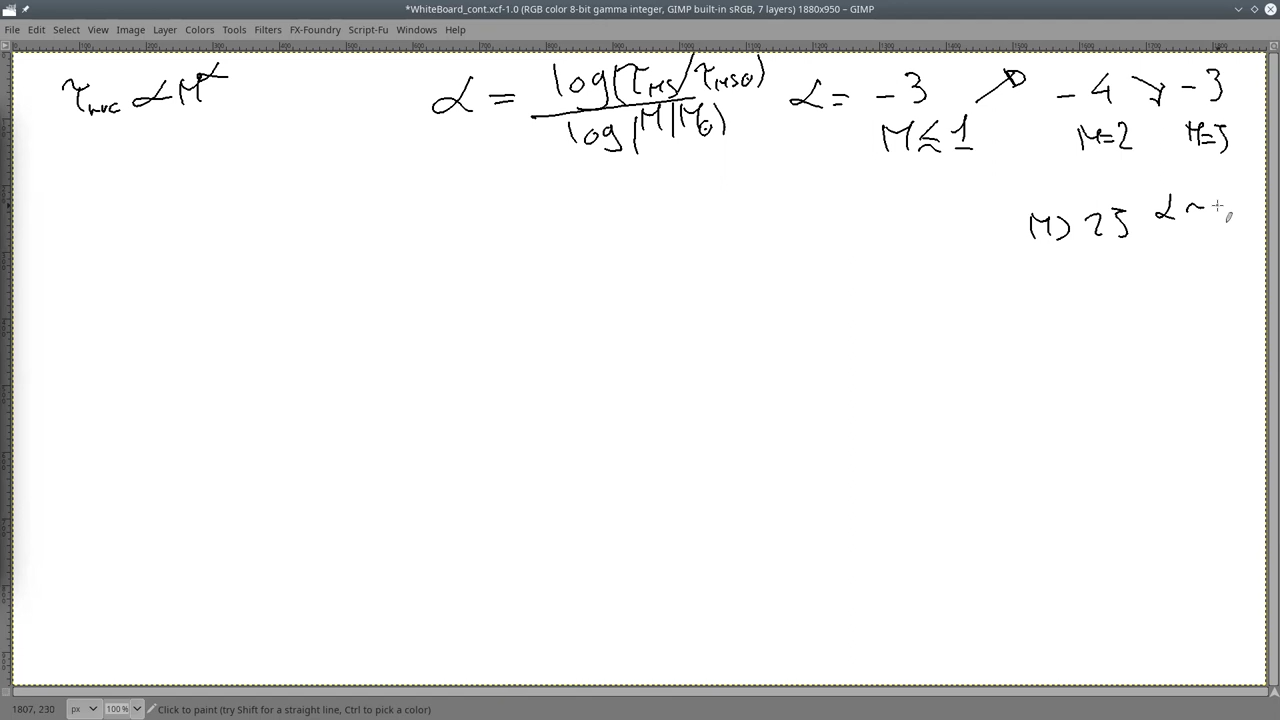 *WhiteBoard_cont.xcf-1.0 (RGB color 8-bit gamma integer, GIMP built-in sRGB, 7 layers) 1880x950 – GIMP
File Edit Select View Image Layer Colors Tools Filters FX-Foundry Script-Fu Windows Help
τnuc ∝ M^α
α = log(τMS/τMS⊙) / log(M/M⊙)
α = -3 ↗ -4 ↘ -3
M ≲ 1 M=2 M=5
M > 25 α ~
1807, 230 px 100% Click to paint (try Shift for a straight line, Ctrl to pick a color)